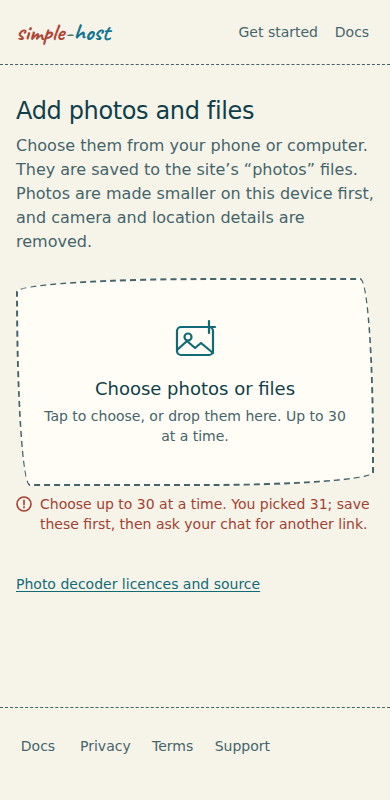 simple-host
Get started Docs
Add photos and files
Choose them from your phone or computer.
They are saved to the site’s “photos” files.
Photos are made smaller on this device first,
and camera and location details are
removed.
Choose photos or files
Tap to choose, or drop them here. Up to 30
at a time.
Choose up to 30 at a time. You picked 31; save
these first, then ask your chat for another link.
Photo decoder licences and source
Docs Privacy Terms Support